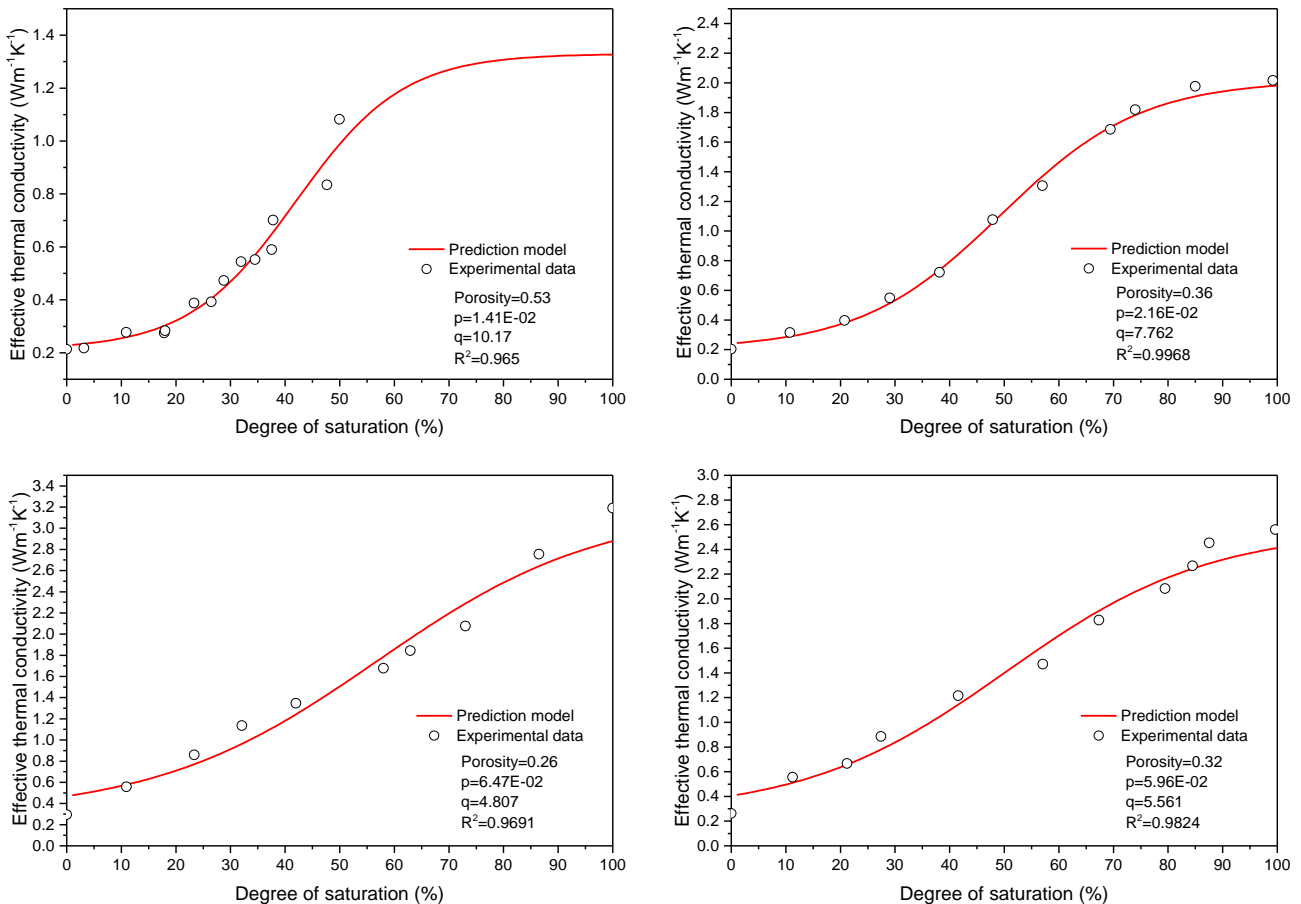 Effective thermal conductivity (Wm⁻¹K⁻¹)
1.4
1.2
1.0
0.8
0.6
0.4
0.2
0 10 20 30 40 50 60 70 80 90 100
Degree of saturation (%)
Prediction model
Experimental data
Porosity=0.53
p=1.41E-02
q=10.17
R²=0.965
Effective thermal conductivity (Wm⁻¹K⁻¹)
2.4
2.2
2.0
1.8
1.6
1.4
1.2
1.0
0.8
0.6
0.4
0.2
0.0
0 10 20 30 40 50 60 70 80 90 100
Degree of saturation (%)
Prediction model
Experimental data
Porosity=0.36
p=2.16E-02
q=7.762
R²=0.9968
Effective thermal conductivity (Wm⁻¹K⁻¹)
3.4
3.2
3.0
2.8
2.6
2.4
2.2
2.0
1.8
1.6
1.4
1.2
1.0
0.8
0.6
0.4
0.2
0.0
0 10 20 30 40 50 60 70 80 90 100
Degree of saturation (%)
Prediction model
Experimental data
Porosity=0.26
p=6.47E-02
q=4.807
R²=0.9691
Effective thermal conductivity (Wm⁻¹K⁻¹)
3.0
2.8
2.6
2.4
2.2
2.0
1.8
1.6
1.4
1.2
1.0
0.8
0.6
0.4
0.2
0.0
0 10 20 30 40 50 60 70 80 90 100
Degree of saturation (%)
Prediction model
Experimental data
Porosity=0.32
p=5.96E-02
q=5.561
R²=0.9824